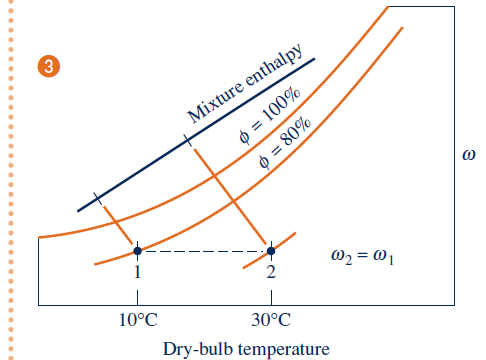 3
Mixture enthalpy
ϕ = 100%
ϕ = 80%
ω
ω₂ = ω₁
1
2
10°C
30°C
Dry-bulb temperature